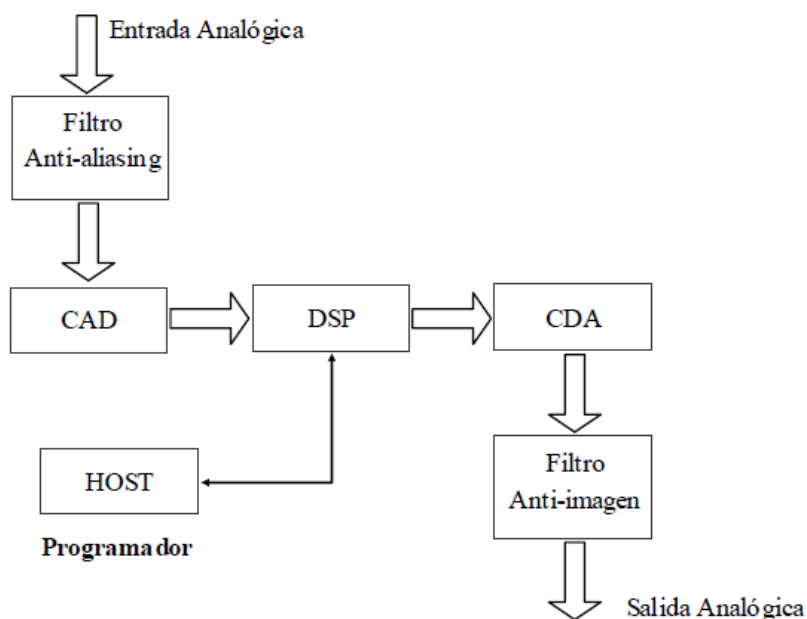 Entrada Analógica
Filtro
Anti-aliasing
CAD
DSP
CDA
HOST
Programador
Filtro
Anti-imagen
Salida Analógica